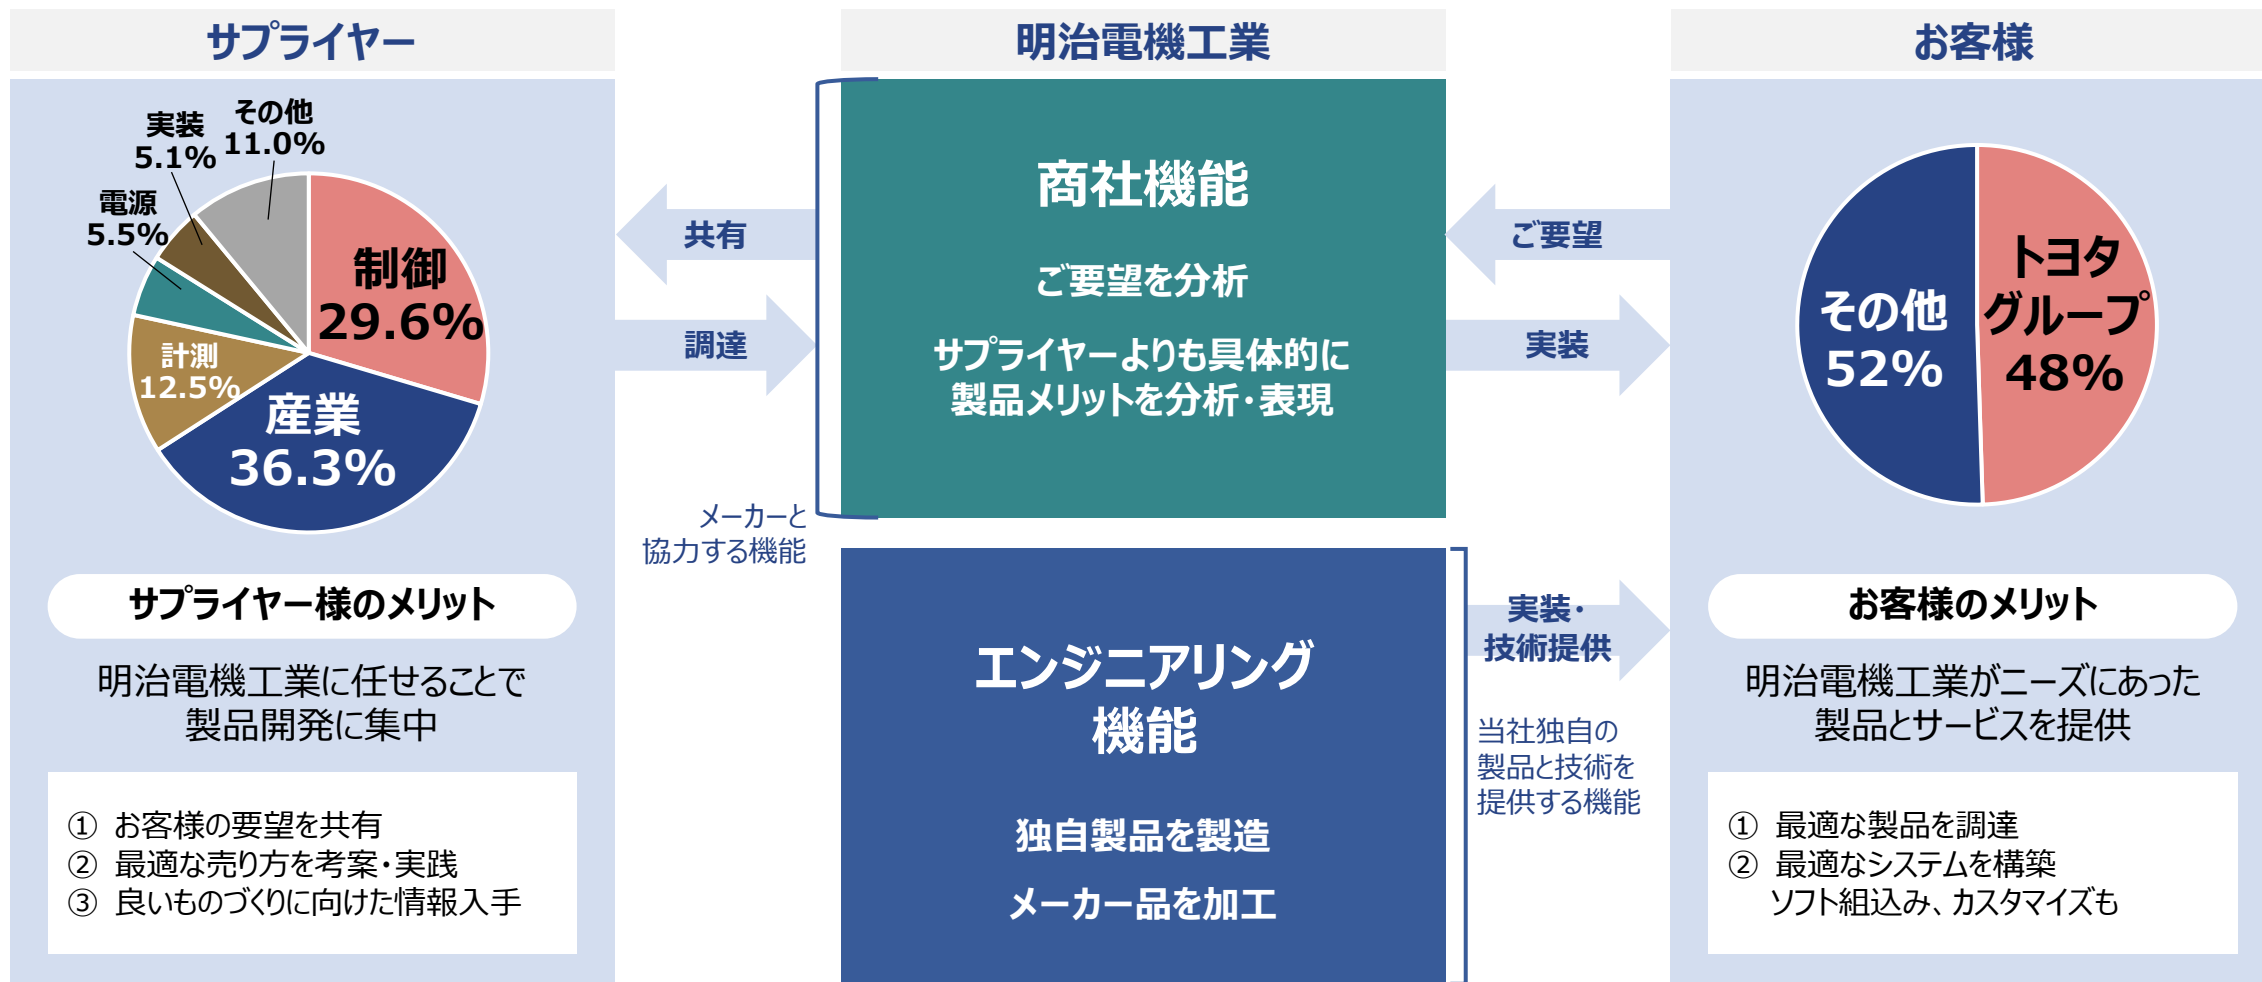 サプライヤー
明治電機工業
お客様
実装
5.1%
その他
11.0%
電源
5.5%
制御
29.6%
計測
12.5%
産業
36.3%
サプライヤー様のメリット
明治電機工業に任せることで
製品開発に集中
① お客様の要望を共有
② 最適な売り方を考案・実践
③ 良いものづくりに向けた情報入手
共有
調達
メーカーと
協力する機能
商社機能
ご要望を分析
サプライヤーよりも具体的に
製品メリットを分析・表現
エンジニアリング
機能
独自製品を製造
メーカー品を加工
ご要望
実装
実装・
技術提供
当社独自の
製品と技術を
提供する機能
その他
52%
トヨタ
グループ
48%
お客様のメリット
明治電機工業がニーズにあった
製品とサービスを提供
① 最適な製品を調達
② 最適なシステムを構築
ソフト組込み、カスタマイズも